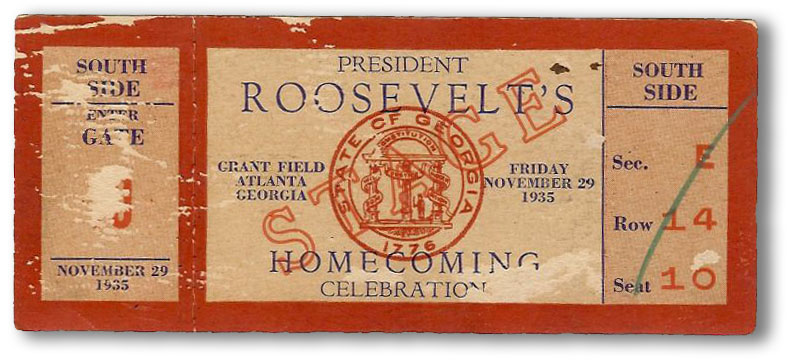 SOUTH
SIDE
ENTER
GATE
NOVEMBER 29
1935
PRESIDENT
ROOSEVELT'S
STAGE
GRANT FIELD
ATLANTA
GEORGIA
STATE OF GEORGIA
CONSTITUTION
1776
FRIDAY
NOVEMBER 29
1935
HOMECOMING
CELEBRATION
SOUTH
SIDE
Sec. E
Row 14
Seat 10